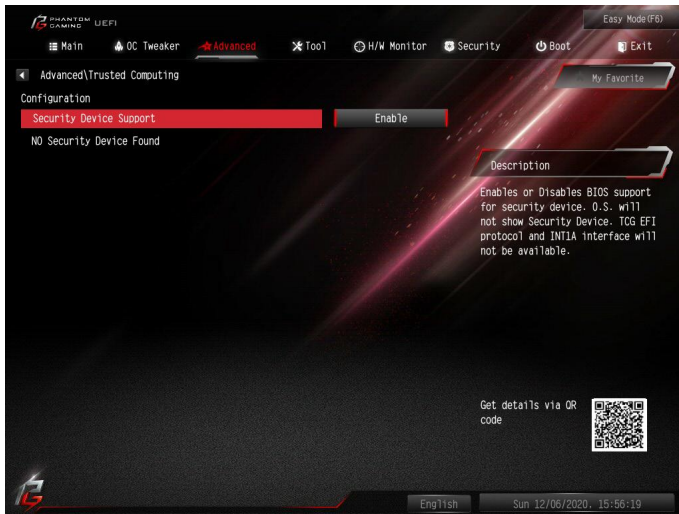 PHANTOM
GAMING UEFI
Easy Mode(F6)
Main OC Tweaker Advanced Tool H/W Monitor Security Boot Exit
Advanced\Trusted Computing
My Favorite
Configuration
Security Device Support Enable
NO Security Device Found
Description
Enables or Disables BIOS support
for security device. O.S. will
not show Security Device. TCG EFI
protocol and INT1A interface will
not be available.
Get details via QR
code
English
Sun 12/06/2020. 15:56:19